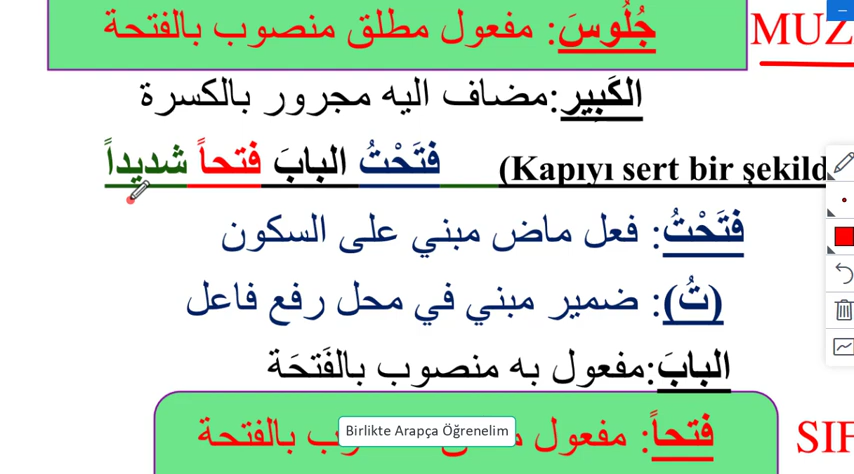 جُلُوسَ: مفعول مطلق منصوب بالفتحة
MUZ
الكَبِير:مضاف اليه مجرور بالكسرة
(Kapıyı sert bir şekild فتَحْتُ البابَ فتحاً شديداً
فتَحْتُ: فعل ماض مبني على السكون
(تُ): ضمير مبني في محل رفع فاعل
البابَ:مفعول به منصوب بالفَتحَة
فتحاً: مفعول بالفتحة
SIF
Birlikte Arapça Öğrenelim